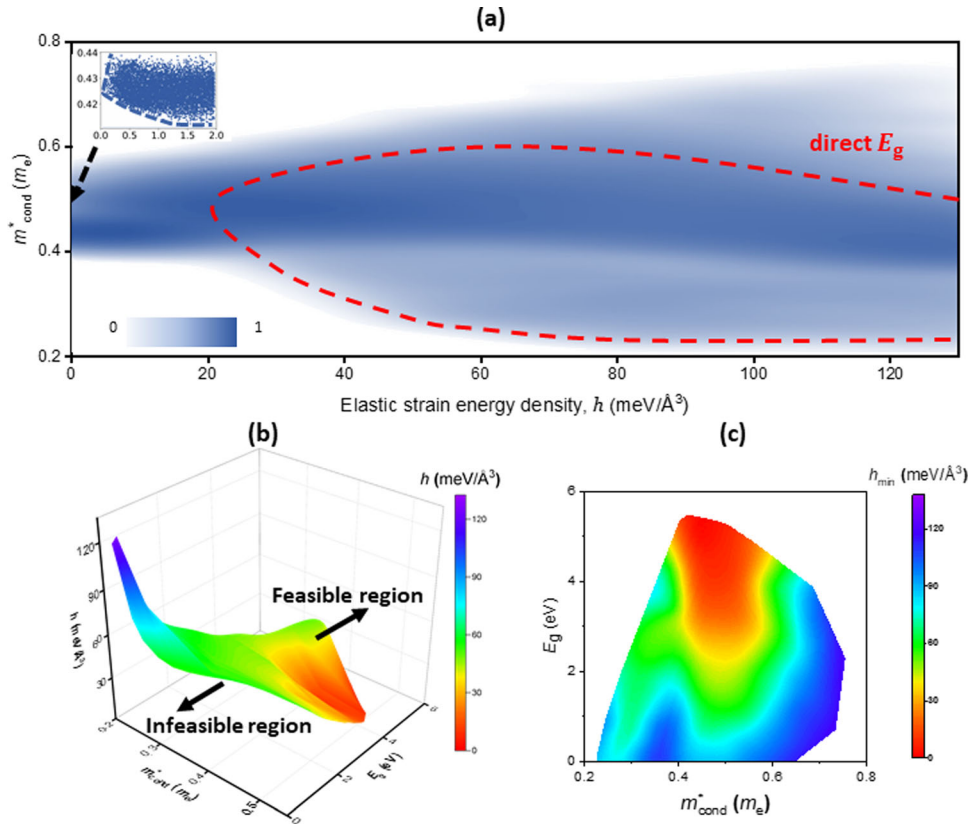 (a)
0.8
0.6
0.4
0.2
m*cond (me)
0.44
0.43
0.42
0.0 0.5 1.0 1.5 2.0
direct Eg
0 1
0 20 40 60 80 100 120
Elastic strain energy density, h (meV/Å³)
(b)
h (meV/Å³)
120
90
60
30
0
120
90
60
30
Feasible region
Infeasible region
0.2
0.3
0.4
0.5
m*cond (me)
0
2
4
6
Eg (eV)
(c)
hmin (meV/Å³)
120
90
60
30
0
6
4
2
0
Eg (eV)
0.2 0.4 0.6 0.8
m*cond (me)